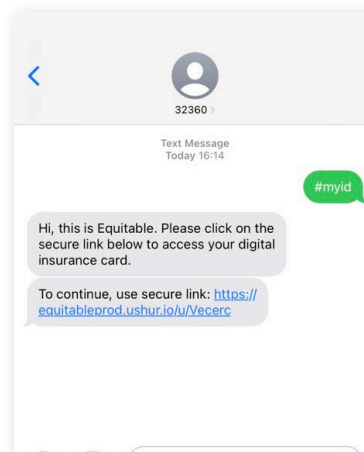 32360
Text Message
Today 16:14
#myid
Hi, this is Equitable. Please click on the
secure link below to access your digital
insurance card.
To continue, use secure link: https://
equitableprod.ushur.io/u/Vecerc